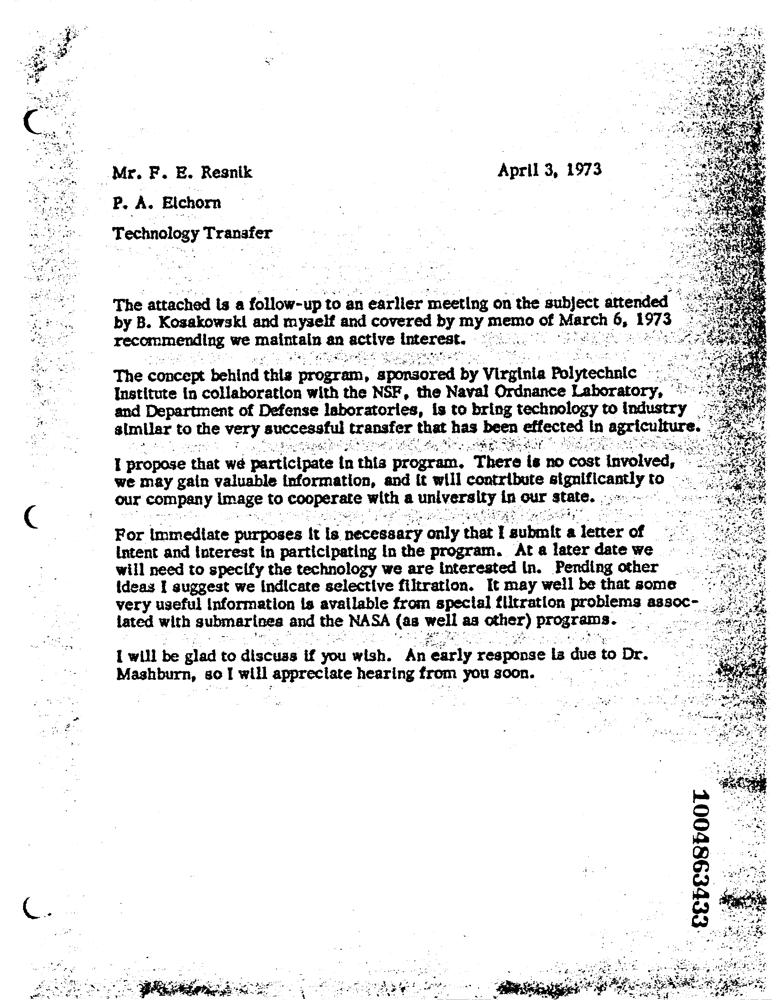 Mr. F. E. Resnik April 3, 1973
P. A. Eichorn
Technology Transfer
The attached is a follow-up to an earlier meeting on the subject attended
by B. Kosakowski and myself and covered by my memo of March 6, 1973
recommending we maintain an active interest.
The concept behind this program, sponsored by Virginia Polytechnic
Institute in collaboration with the NSF, the Naval Ordnance Laboratory,
and Department of Defense laboratories, is to bring technology to industry
similar to the very successful transfer that has been effected in agriculture.
I propose that we participate in this program. There is no cost involved,
we may gain valuable information, and it will contribute significantly to
our company image to cooperate with a university in our state.
For immediate purposes it is necessary only that I submit a letter of
intent and interest in participating in the program. At a later date we
will need to specify the technology we are interested in. Pending other
ideas I suggest we indicate selective filtration. It may well be that some
very useful information is available from special filtration problems assoc-
iated with submarines and the NASA (as well as other) programs.
I will be glad to discuss if you wish. An early response is due to Dr.
Mashburn, so I will appreciate hearing from you soon.
1004863433